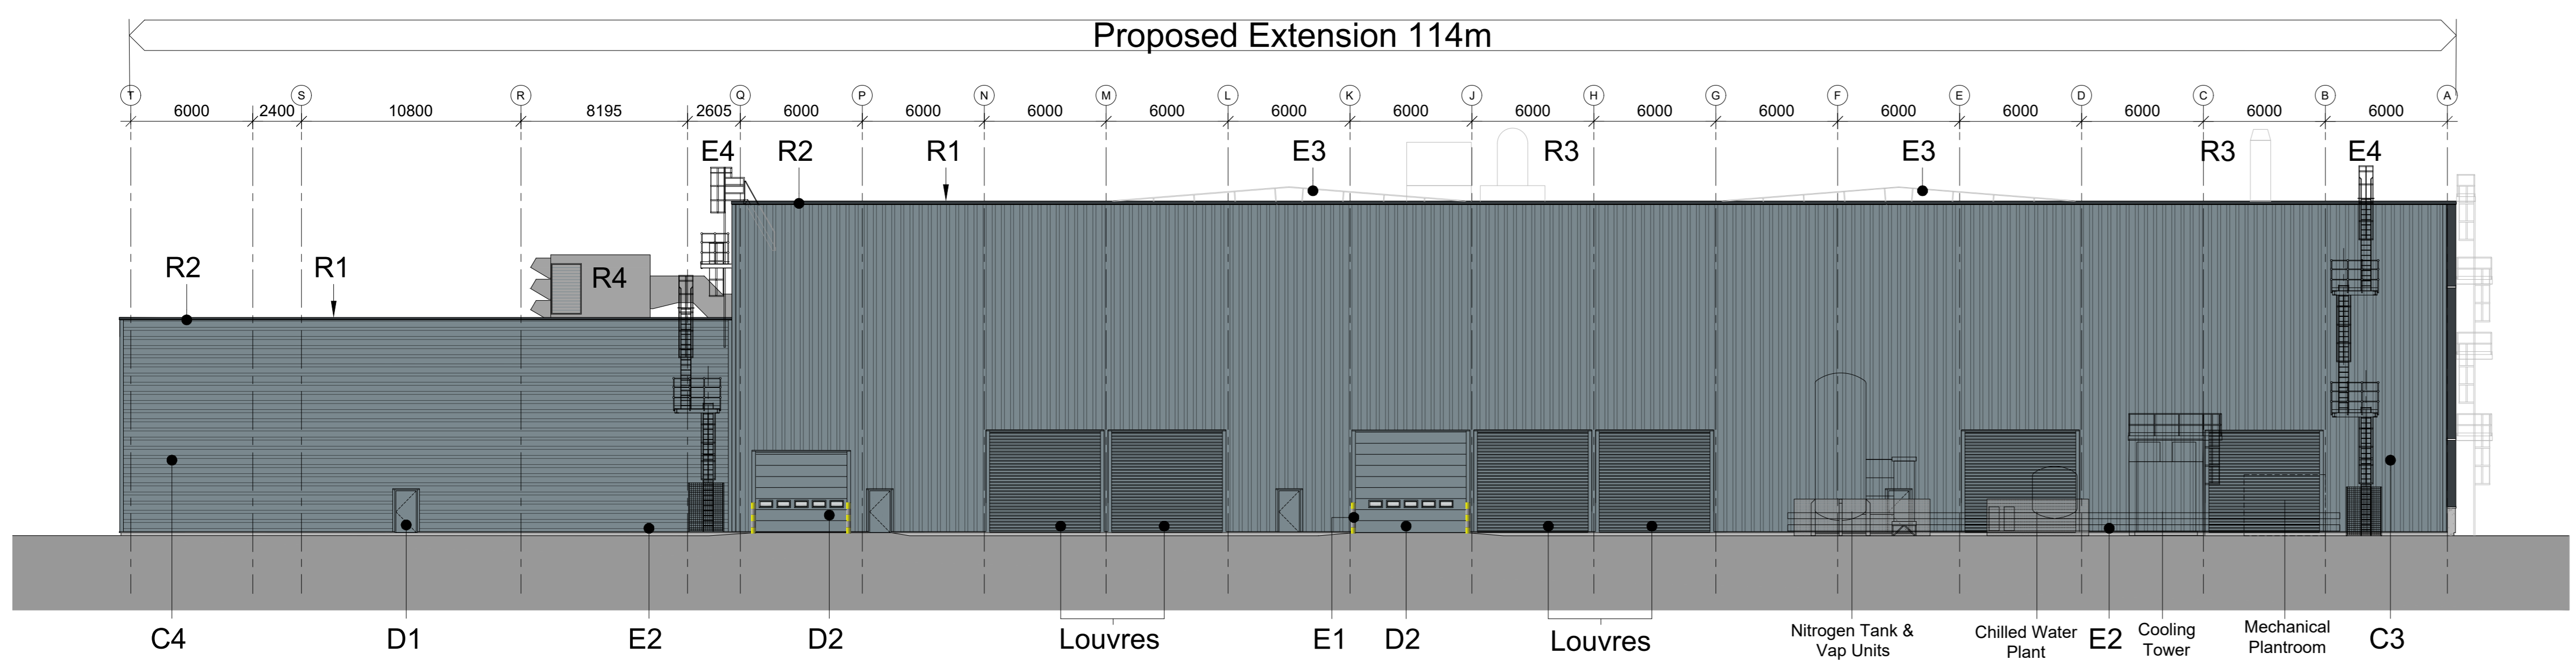 Proposed Extension 114m
T S R Q P N M L K J H G F E D C B A
6000 2400 10800 8195 2605 6000 6000 6000 6000 6000 6000 6000 6000 6000 6000 6000 6000 6000 6000
E4 R2 R1 E3 R3 E3 R3 E4
R2 R1 R4
C4 D1 E2 D2 Louvres E1 D2 Louvres
Nitrogen Tank &
Vap Units
Chilled Water
Plant
E2
Cooling
Tower
Mechanical
Plantroom
C3